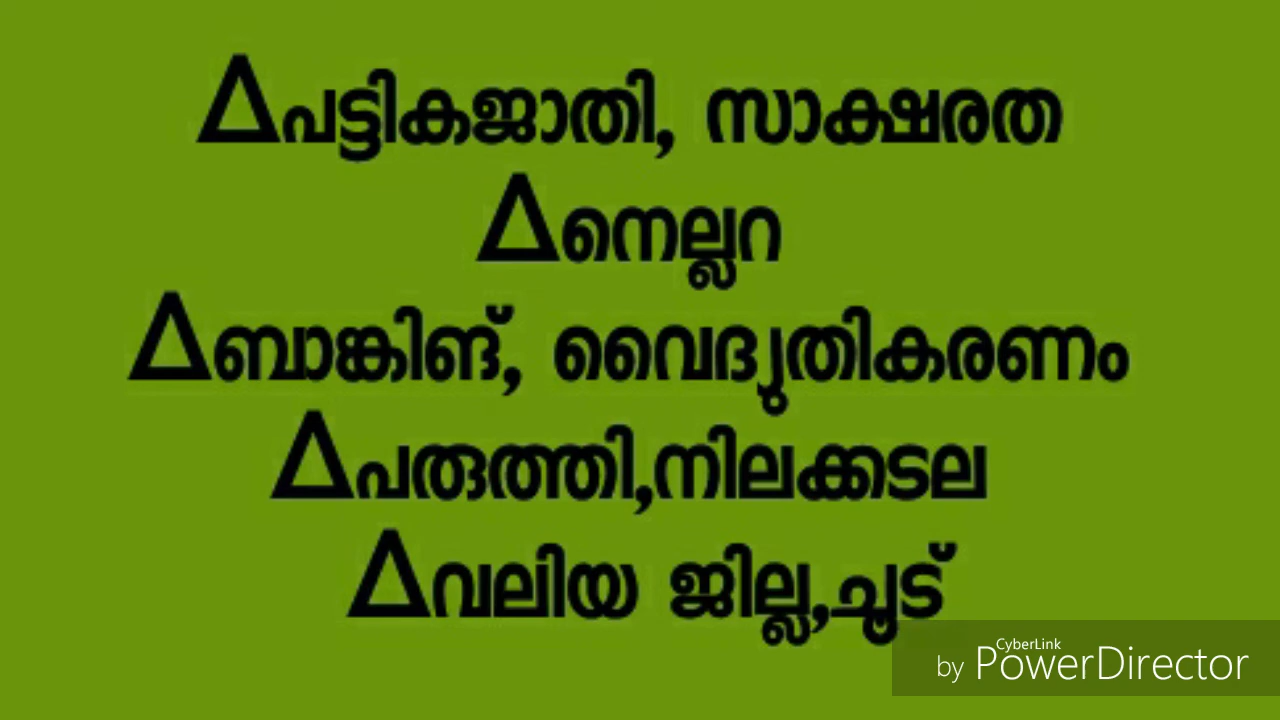 Δപട്ടികജാതി, സാക്ഷരത
Δനെല്ലറ
Δബാങ്കിങ്, വൈദ്യുതികരണം
Δപരുത്തി,നിലക്കടല
Δവലിയ ജില്ല,ചൂട്
by CyberLink PowerDirector